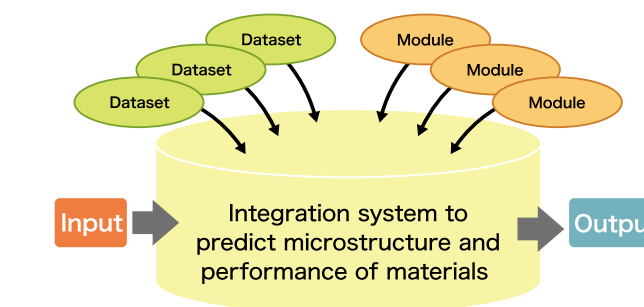 Dataset
Module
Dataset
Module
Dataset
Module
Input
Integration system to
predict microstructure and
performance of materials